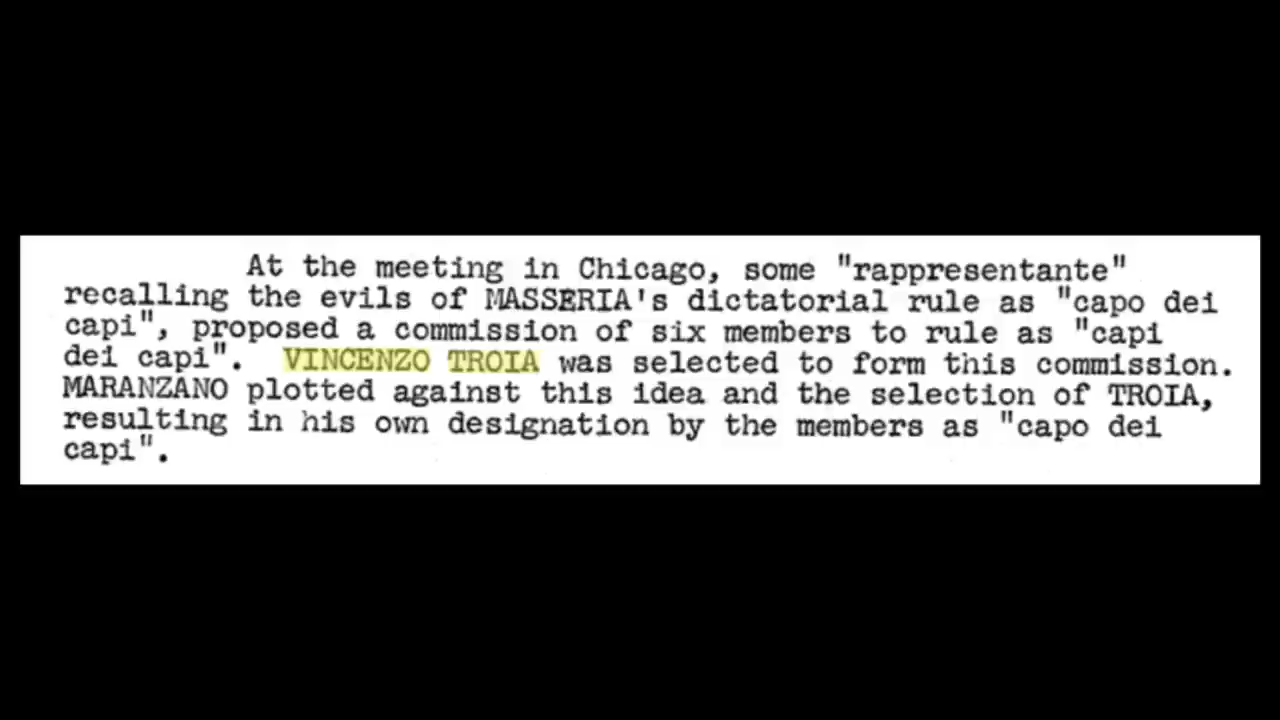 At the meeting in Chicago, some "rappresentante"
recalling the evils of MASSERIA's dictatorial rule as "capo dei
capi", proposed a commission of six members to rule as "capi
dei capi". VINCENZO TROIA was selected to form this commission.
MARANZANO plotted against this idea and the selection of TROIA,
resulting in his own designation by the members as "capo dei
capi".